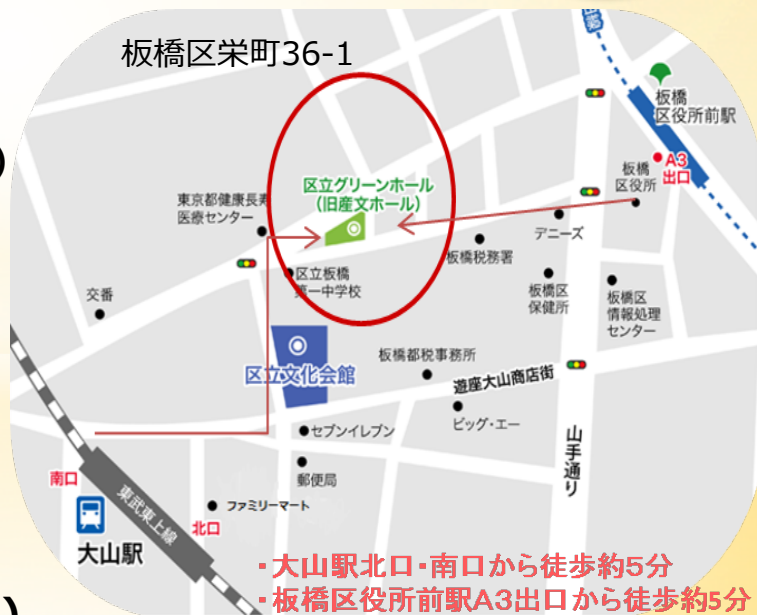 板橋区栄町36-1
板橋
区役所前駅
A3
出口
板橋
区役所
区立グリーンホール
(旧産文ホール)
東京都健康長寿
医療センター
デニーズ
板橋税務署
区立板橋
第一中学校
板橋区
保健所
板橋区
情報処理
センター
交番
区立文化会館
板橋都税事務所
遊座大山商店街
ビッグ・エー
山手通り
セブンイレブン
郵便局
南口
東武東上線
ファミリーマート
北口
大山駅
・大山駅北口・南口から徒歩約5分
・板橋区役所前駅A3出口から徒歩約5分
)
)